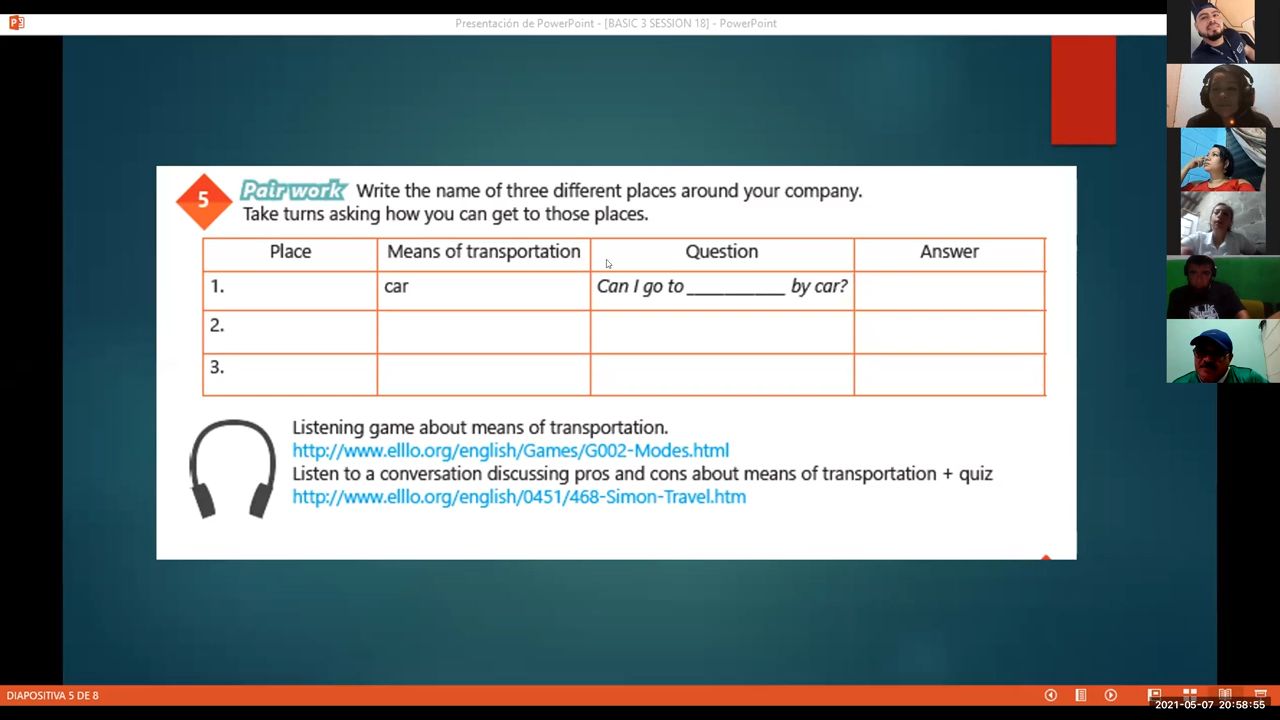 Presentación de PowerPoint - [BASIC 3 SESSION 18] - PowerPoint
5
Pair work Write the name of three different places around your company.
Take turns asking how you can get to those places.
Place Means of transportation Question Answer
1. car Can I go to __________ by car?
2.
3.
Listening game about means of transportation.
http://www.elllo.org/english/Games/G002-Modes.html
Listen to a conversation discussing pros and cons about means of transportation + quiz
http://www.elllo.org/english/0451/468-Simon-Travel.htm
DIAPOSITIVA 5 DE 8
2021-05-07 20:58:55